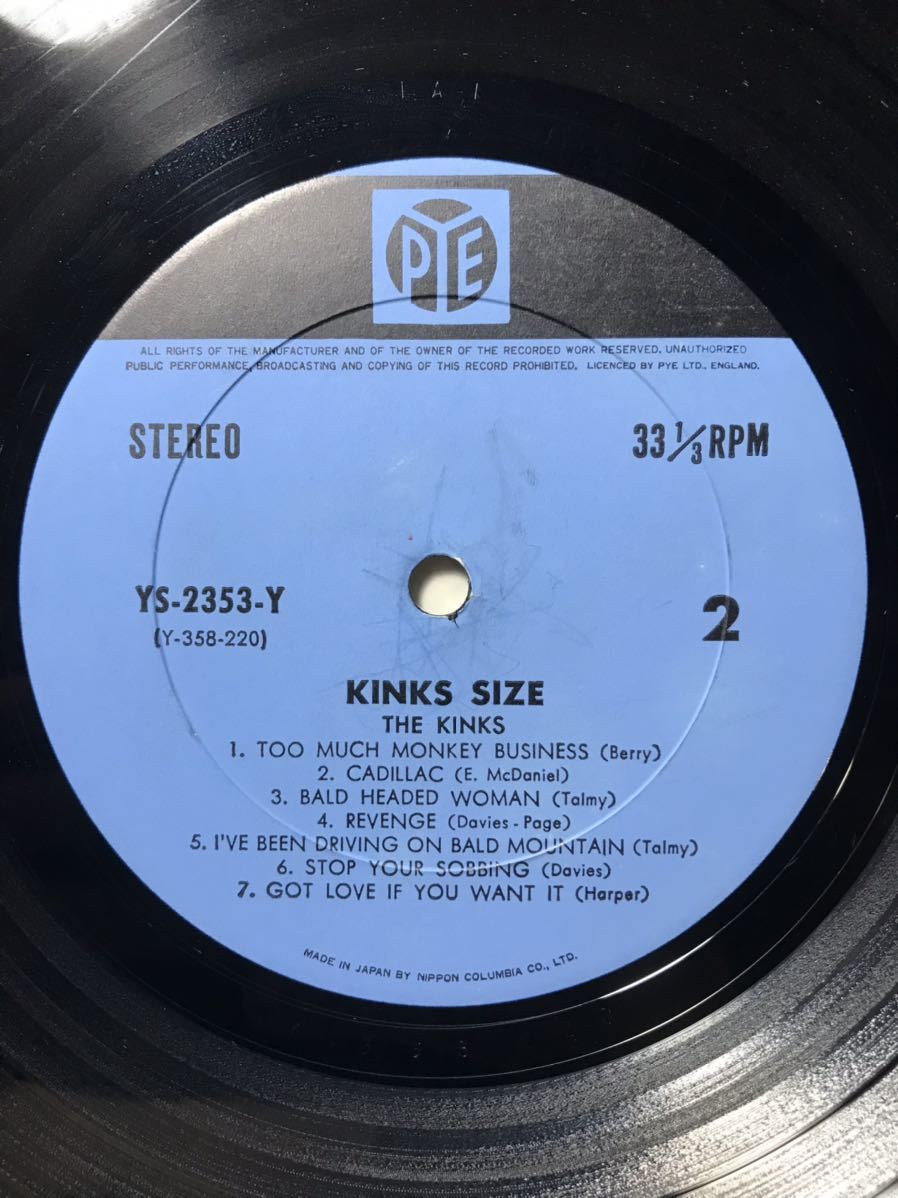 1 A 1
PYE
ALL RIGHTS OF THE MANUFACTURER AND OF THE OWNER OF THE RECORDED WORK RESERVED. UNAUTHORIZED
PUBLIC PERFORMANCE, BROADCASTING AND COPYING OF THIS RECORD PROHIBITED. LICENCED BY PYE LTD., ENGLAND.
STEREO 33 1/3 RPM
YS-2353-Y
(Y-358-220)
2
KINKS SIZE
THE KINKS
1. TOO MUCH MONKEY BUSINESS (Berry)
2. CADILLAC (E. McDaniel)
3. BALD HEADED WOMAN (Talmy)
4. REVENGE (Davies - Page)
5. I'VE BEEN DRIVING ON BALD MOUNTAIN (Talmy)
6. STOP YOUR SOBBING (Davies)
7. GOT LOVE IF YOU WANT IT (Harper)
MADE IN JAPAN BY NIPPON COLUMBIA CO., LTD.